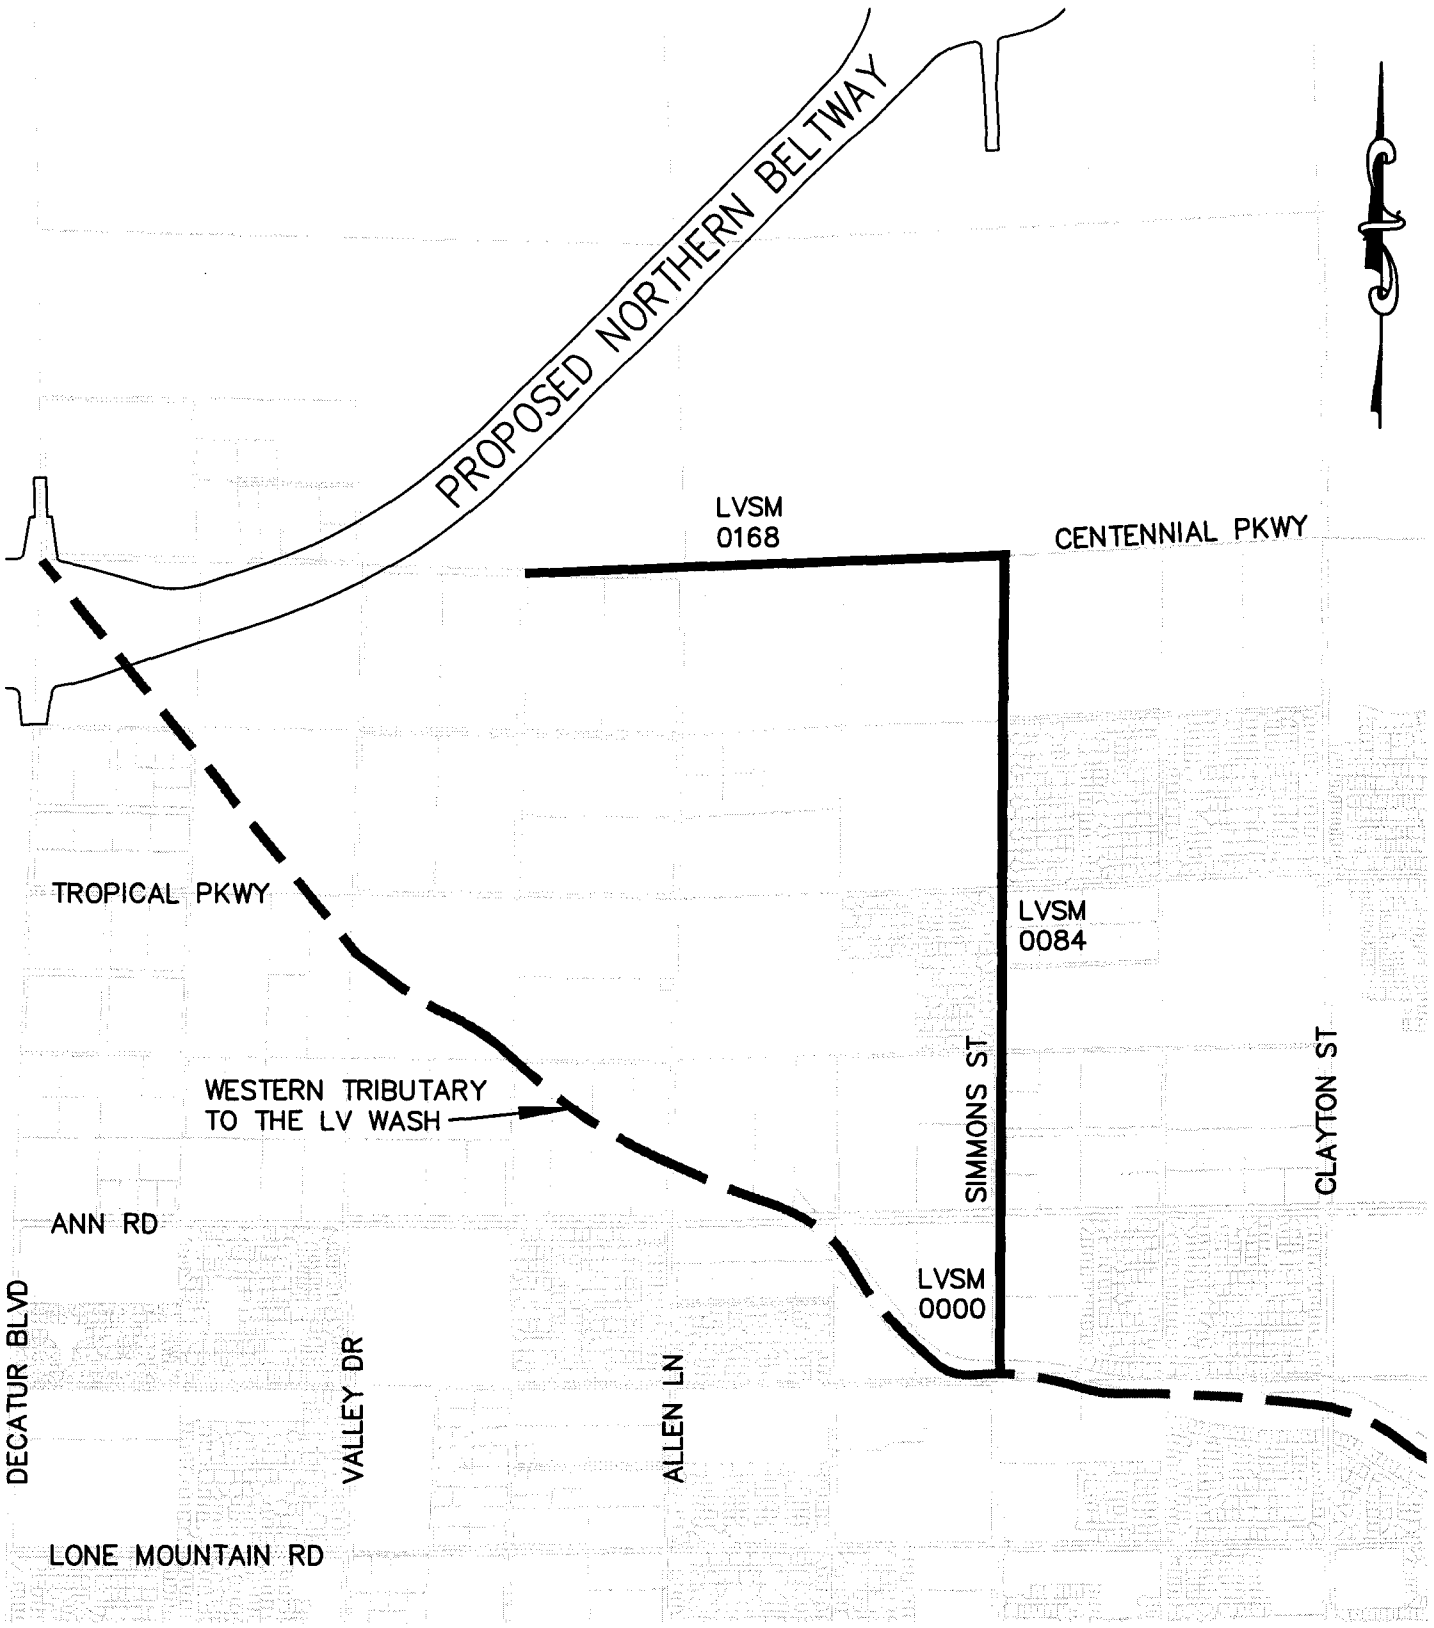 PROPOSED NORTHERN BELTWAY
LVSM
0168
CENTENNIAL PKWY
TROPICAL PKWY
LVSM
0084
SIMMONS ST
CLAYTON ST
WESTERN TRIBUTARY
TO THE LV WASH
ANN RD
LVSM
0000
DECATUR BLVD
VALLEY DR
ALLEN LN
LONE MOUNTAIN RD